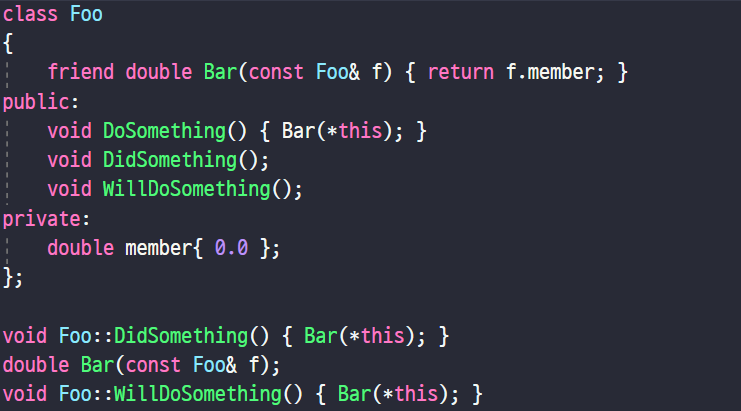 class Foo
{
    friend double Bar(const Foo& f) { return f.member; }
public:
    void DoSomething() { Bar(*this); }
    void DidSomething();
    void WillDoSomething();
private:
    double member{ 0.0 };
};

void Foo::DidSomething() { Bar(*this); }
double Bar(const Foo& f);
void Foo::WillDoSomething() { Bar(*this); }